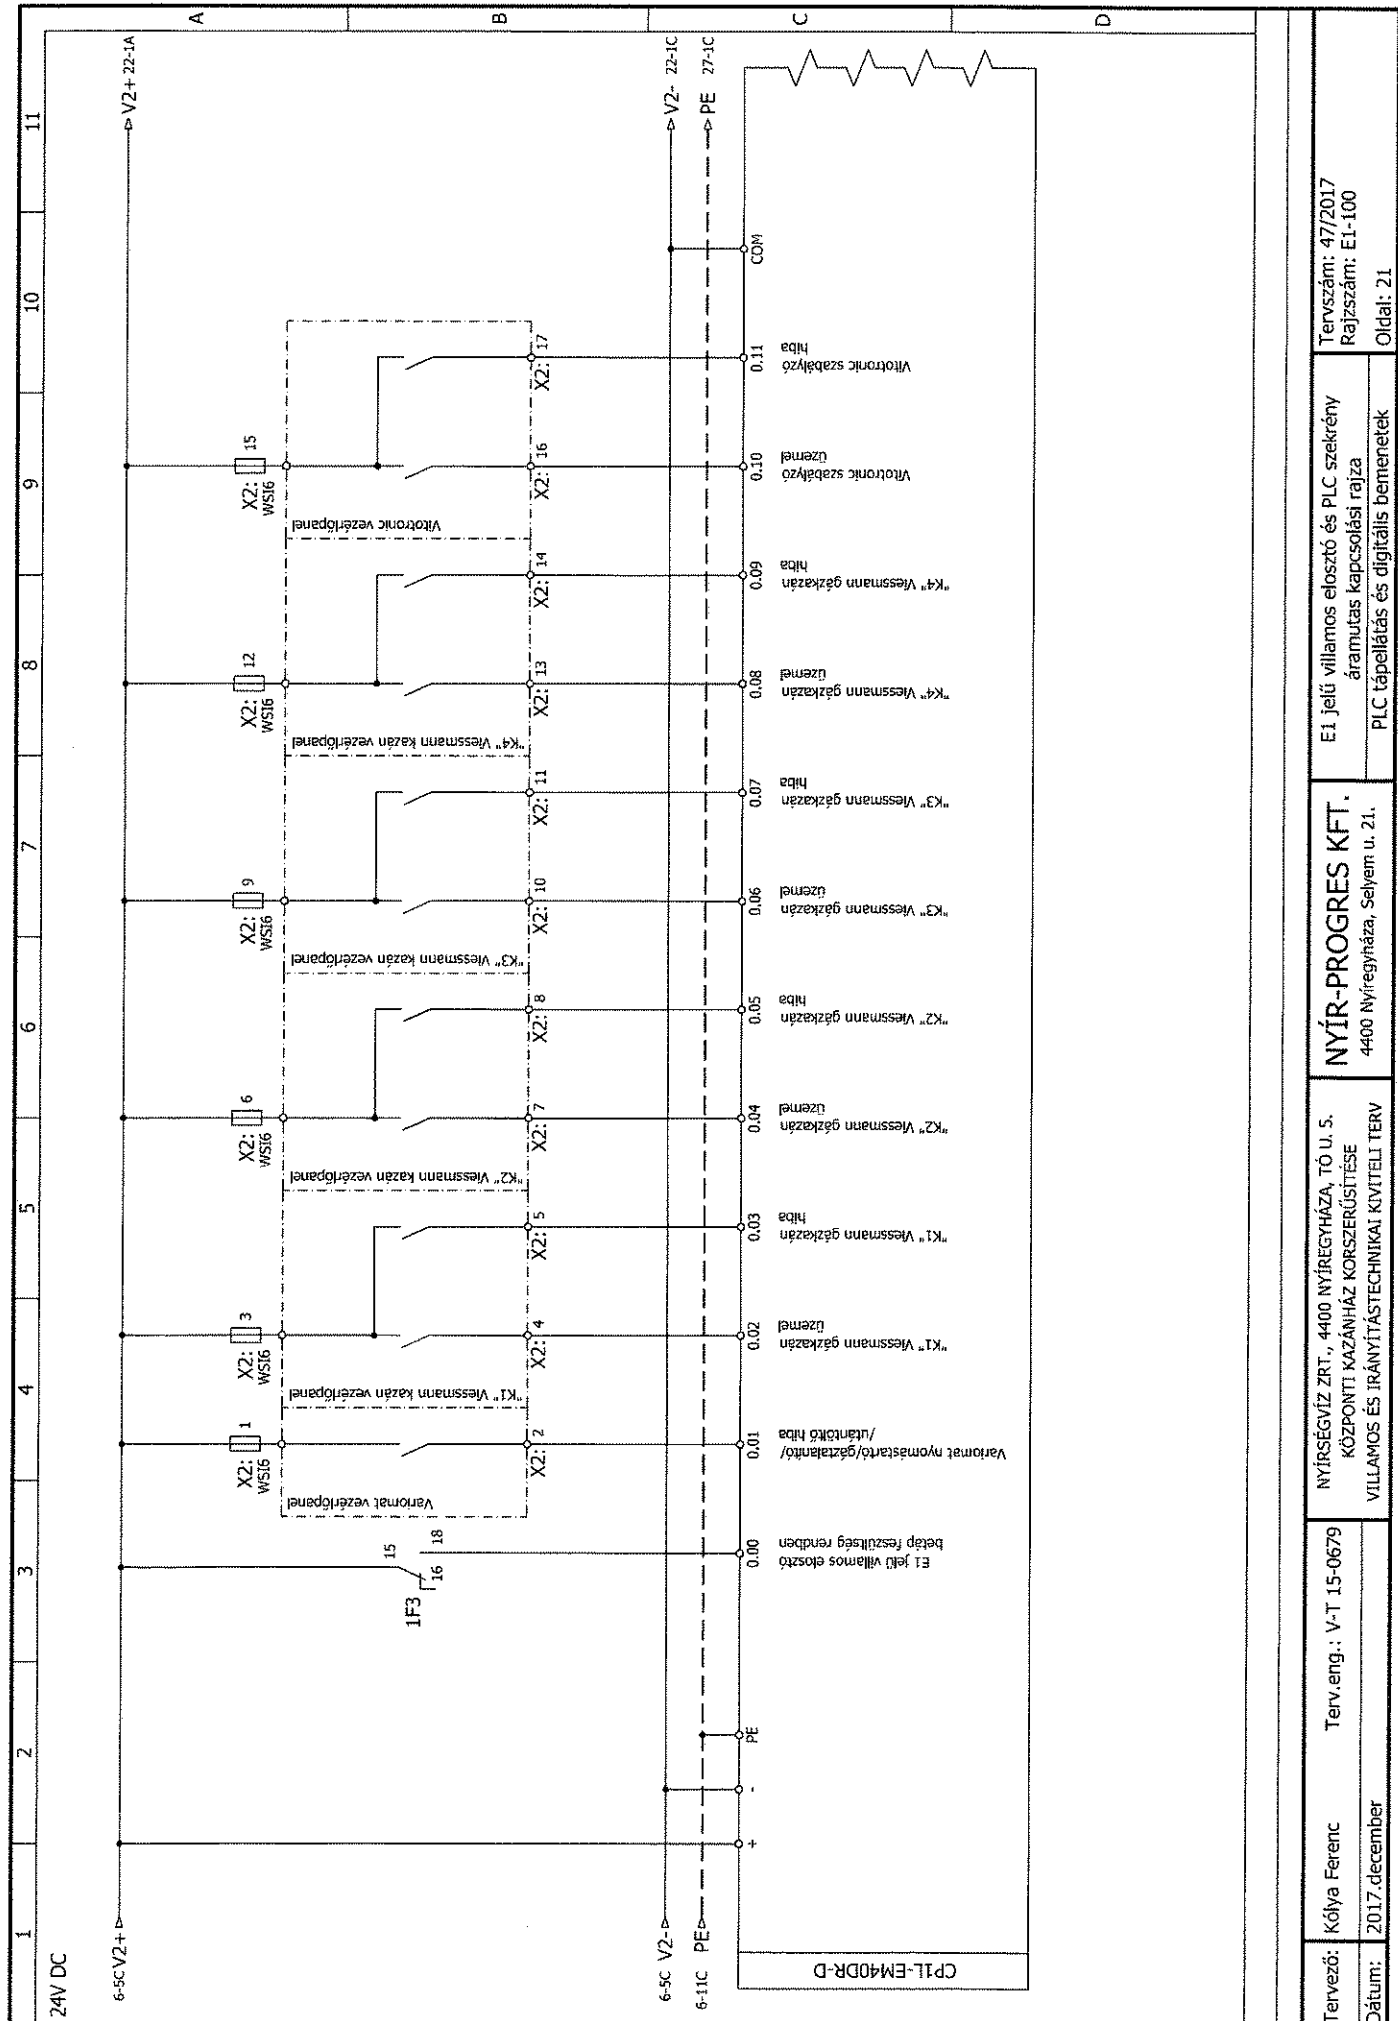 1
2
3
4
5
6
7
8
9
10
11
A
B
C
D
24V DC
6-5C V2+
V2+ 22-1A
X2: 1
WSI6
X2: 3
WSI6
X2: 6
WSI6
X2: 9
WSI6
X2: 12
WSI6
X2: 15
WSI6
Variomat vezérlőpanel
"K1" Viessmann kazán vezérlőpanel
"K2" Viessmann kazán vezérlőpanel
"K3" Viessmann kazán vezérlőpanel
"K4" Viessmann kazán vezérlőpanel
Vitotronic vezérlőpanel
1F3
15
16
18
X2: 2
X2: 4
X2: 5
X2: 7
X2: 8
X2: 10
X2: 11
X2: 13
X2: 14
X2: 16
X2: 17
6-5C V2-
V2- 22-1C
6-11C PE
PE 27-1C
+
-
PE
0.00
0.01
0.02
0.03
0.04
0.05
0.06
0.07
0.08
0.09
0.10
0.11
COM
E1 jelű villamos elosztó
betáp feszültség rendben
Variomat nyomástartó/gáztalanító/
/utántöltő hiba
"K1" Viessmann gázkazán
üzemel
"K1" Viessmann gázkazán
hiba
"K2" Viessmann gázkazán
üzemel
"K2" Viessmann gázkazán
hiba
"K3" Viessmann gázkazán
üzemel
"K3" Viessmann gázkazán
hiba
"K4" Viessmann gázkazán
üzemel
"K4" Viessmann gázkazán
hiba
Vitotronic szabályzó
üzemel
Vitotronic szabályzó
hiba
CP1L-EM40DR-D
Tervező: Kólya Ferenc Terv.eng.: V-T 15-0679
Dátum: 2017.december
NYÍRSÉGVÍZ ZRT., 4400 NYÍREGYHÁZA, TÓ U. 5.
KÖZPONTI KAZÁNHÁZ KORSZERŰSÍTÉSE
VILLAMOS ÉS IRÁNYÍTÁSTECHNIKAI KIVITELI TERV
NYÍR-PROGRES KFT.
4400 Nyíregyháza, Selyem u. 21.
E1 jelű villamos elosztó és PLC szekrény
áramutas kapcsolási rajza
PLC tápellátás és digitális bemenetek
Tervszám: 47/2017
Rajzszám: E1-100
Oldal: 21